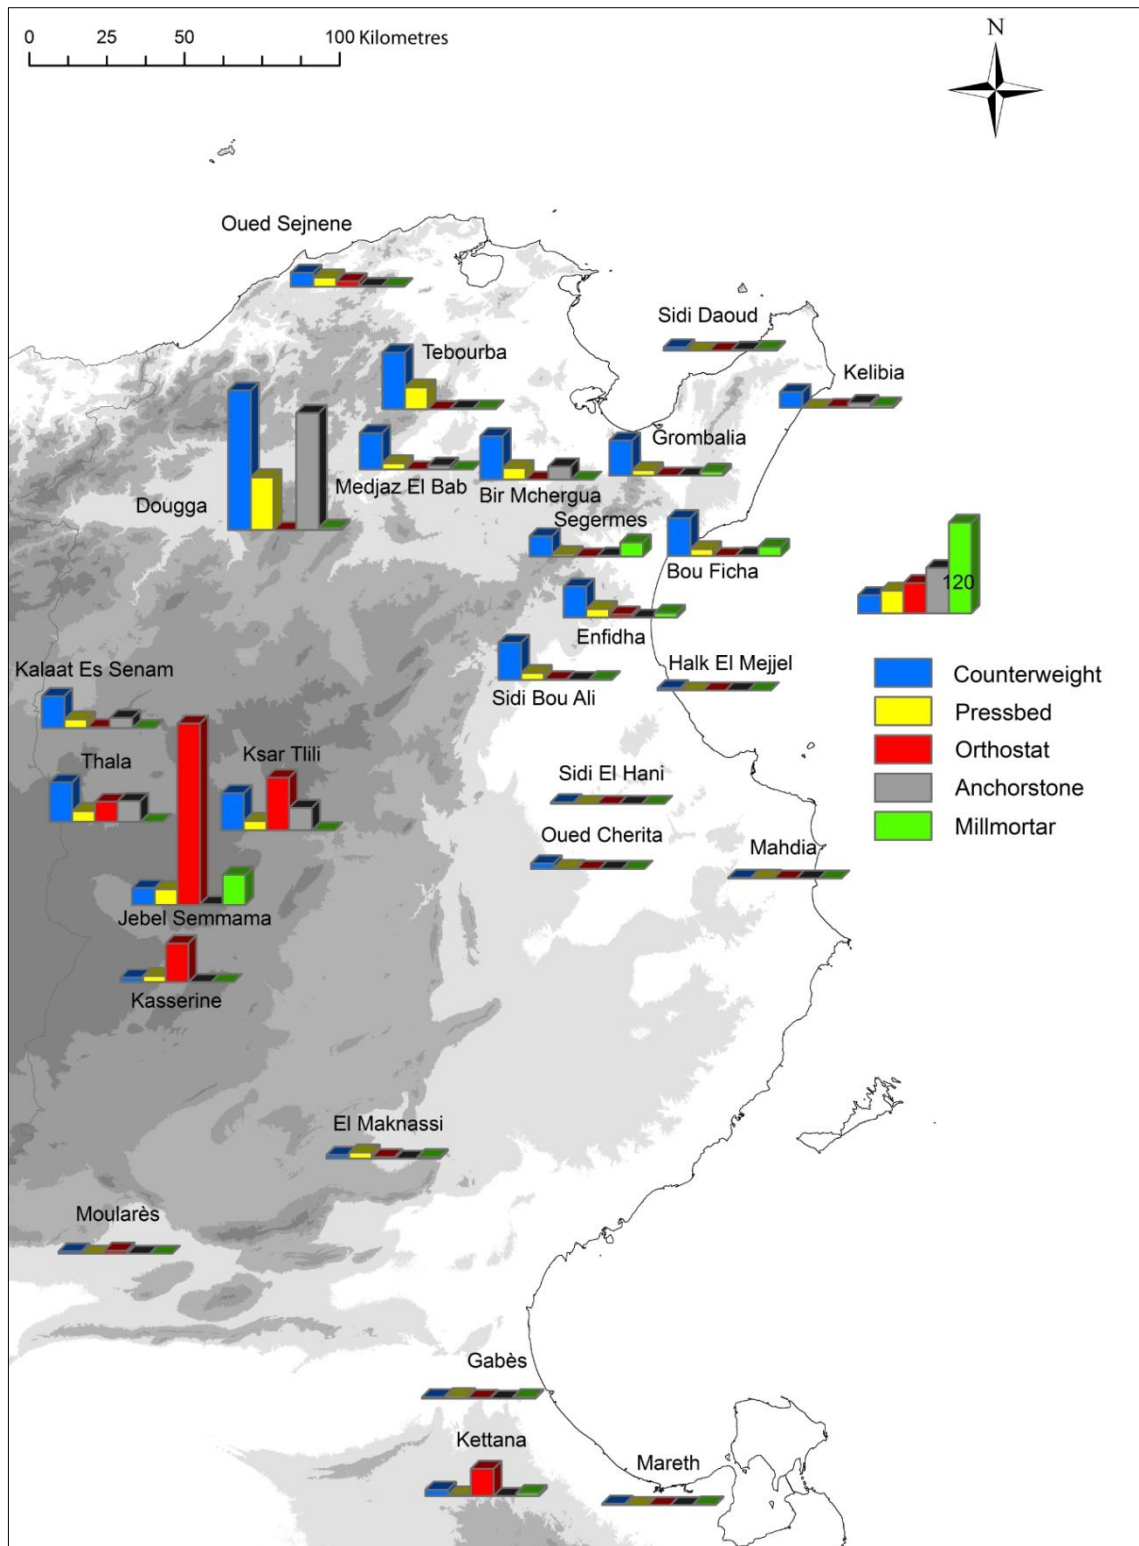 0 25 50 100 Kilometres
N
Oued Sejnene
Sidi Daoud
Tebourba
Kelibia
Grombalia
Medjaz El Bab
Bir Mchergua
Dougga
Segermes
Bou Ficha
120
Enfidha
Kalaat Es Senam
Halk El Mejjel
Sidi Bou Ali
Counterweight
Pressbed
Orthostat
Anchorstone
Millmortar
Thala
Ksar Tlili
Sidi El Hani
Oued Cherita
Mahdia
Jebel Semmama
Kasserine
El Maknassi
Moularès
Gabès
Kettana
Mareth